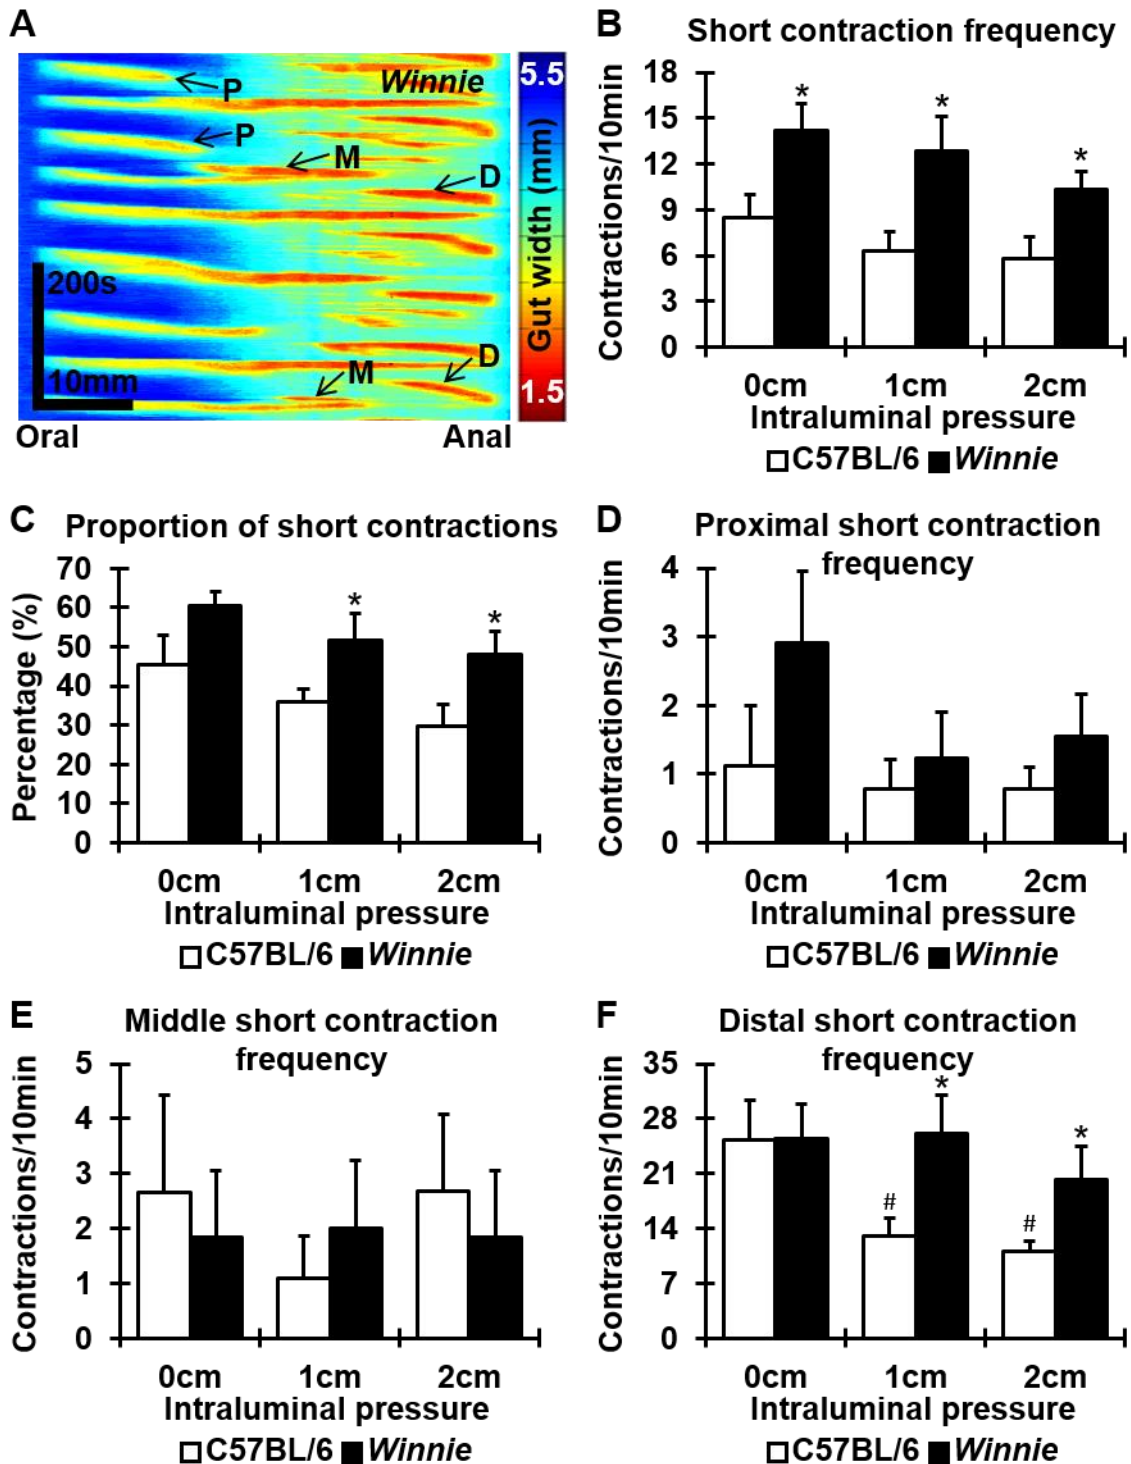 A
Winnie
P
P
M
D
200s
D
M
10mm
Oral
Anal
5.5
Gut width (mm)
1.5
B
Short contraction frequency
Contractions/10min
18
15
12
9
6
3
0
*
*
*
0cm 1cm 2cm
Intraluminal pressure
C57BL/6 Winnie
C
Proportion of short contractions
Percentage (%)
70
60
50
40
30
20
10
0
*
*
0cm 1cm 2cm
Intraluminal pressure
C57BL/6 Winnie
D
Proximal short contraction
frequency
Contractions/10min
4
3
2
1
0
0cm 1cm 2cm
Intraluminal pressure
C57BL/6 Winnie
E
Middle short contraction
frequency
Contractions/10min
5
4
3
2
1
0
0cm 1cm 2cm
Intraluminal pressure
C57BL/6 Winnie
F
Distal short contraction
frequency
Contractions/10min
35
28
21
14
7
0
*
*
#
#
0cm 1cm 2cm
Intraluminal pressure
C57BL/6 Winnie